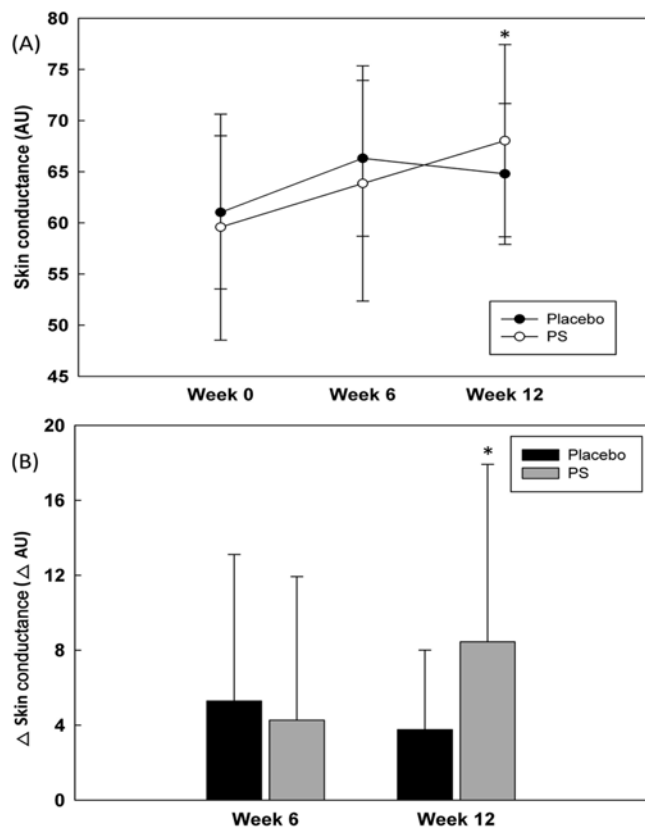 (A)
Skin conductance (AU)
80
75
70
65
60
55
50
45
*
Placebo
PS
Week 0 Week 6 Week 12
(B)
△ Skin conductance (△ AU)
20
16
12
8
4
0
*
Placebo
PS
Week 6 Week 12